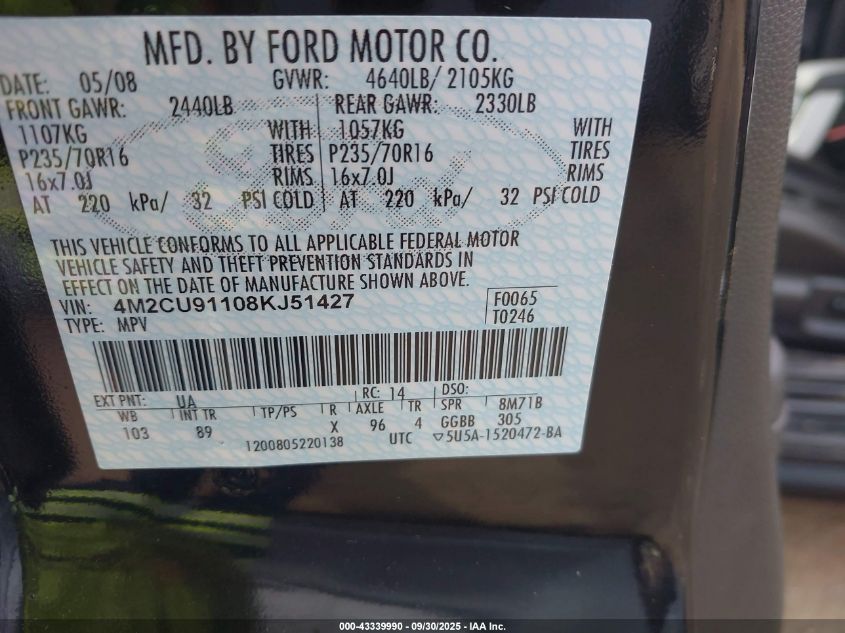 MFD. BY FORD MOTOR CO.
DATE: 05/08 GVWR: 4640LB/ 2105KG
FRONT GAWR: 2440LB REAR GAWR: 2330LB
1107KG WITH 1057KG WITH
P235/70R16 TIRES P235/70R16 TIRES
16x7.0J RIMS 16x7.0J RIMS
AT 220 kPa/ 32 PSI COLD AT 220 kPa/ 32 PSI COLD
THIS VEHICLE CONFORMS TO ALL APPLICABLE FEDERAL MOTOR
VEHICLE SAFETY AND THEFT PREVENTION STANDARDS IN
EFFECT ON THE DATE OF MANUFACTURE SHOWN ABOVE.
VIN: 4M2CU91108KJ51427 F0065
TYPE: MPV T0246
EXT PNT: UA RC: 14 DSO:
WB INT TR TP/PS R AXLE TR SPR 8M71B
103 89 X 96 4 GGBB 305
1200805220138 UTC ▽5U5A-1520472-BA
000-43339990 - 09/30/2025 - IAA Inc.